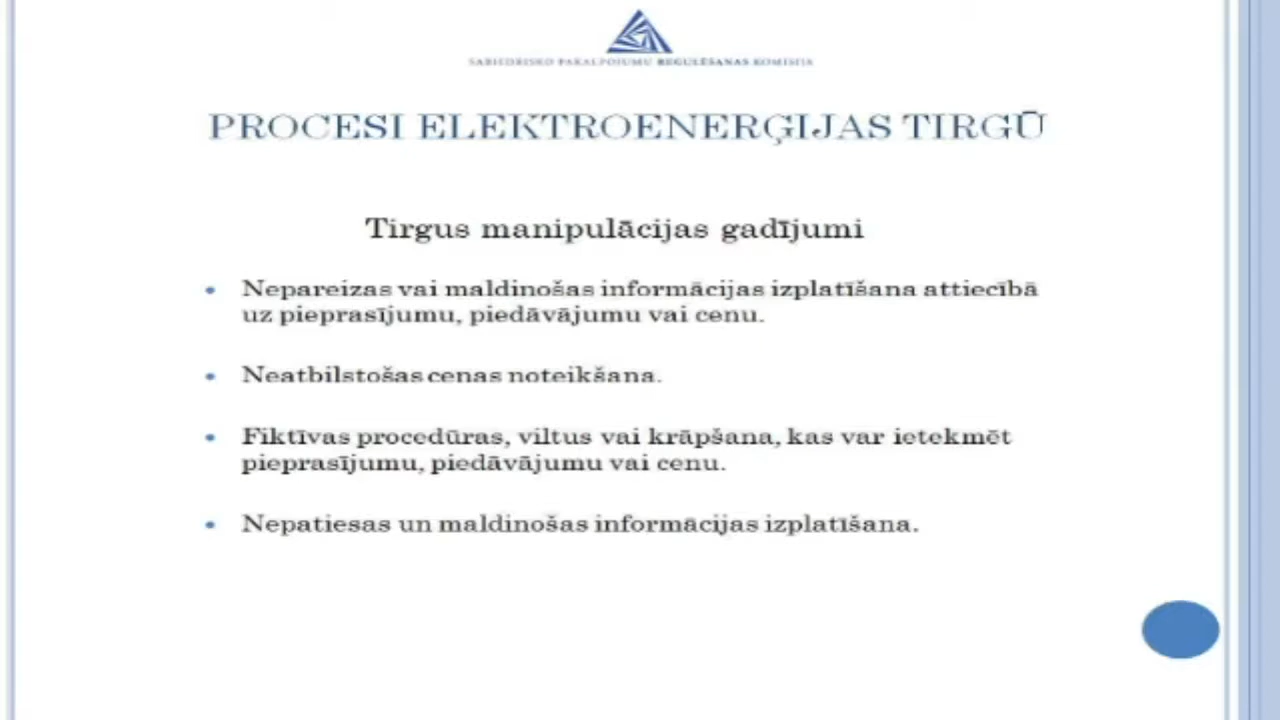 SABIEDRISKO PAKALPOJUMU REGULĒŠANAS KOMISIJA
PROCESI ELEKTROENERĢIJAS TIRGŪ
Tirgus manipulācijas gadījumi
• Nepareizas vai maldinošas informācijas izplatīšana attiecībā
uz pieprasījumu, piedāvājumu vai cenu.
• Neatbilstošas cenas noteikšana.
• Fiktīvas procedūras, viltus vai krāpšana, kas var ietekmēt
pieprasījumu, piedāvājumu vai cenu.
• Nepatiesas un maldinošas informācijas izplatīšana.